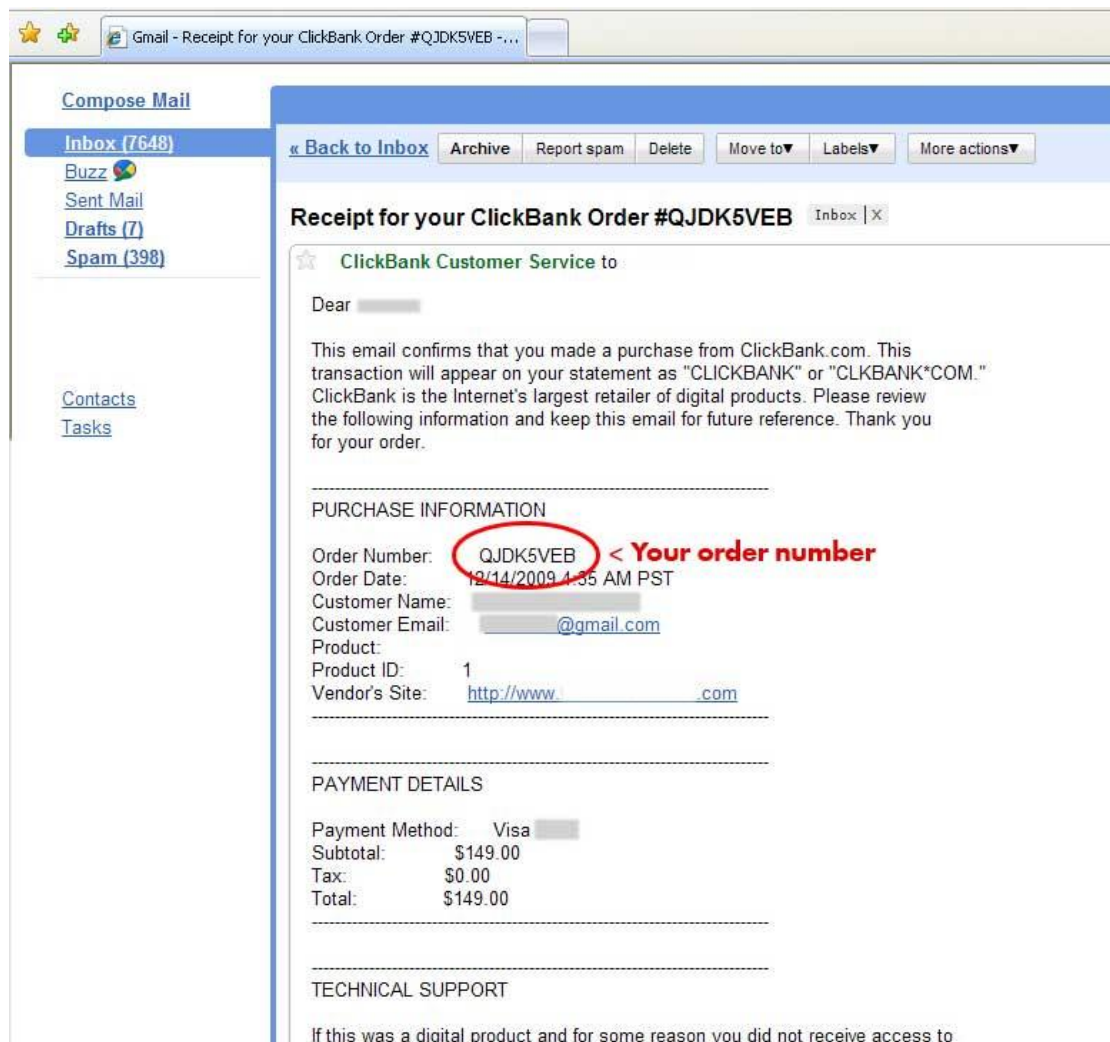 Gmail - Receipt for your ClickBank Order #QJDK5VEB -...
Compose Mail
Inbox (7648)
Buzz
Sent Mail
Drafts (7)
Spam (398)
Contacts
Tasks
« Back to Inbox Archive Report spam Delete Move to▼ Labels▼ More actions▼
Receipt for your ClickBank Order #QJDK5VEB Inbox | X
ClickBank Customer Service to
Dear
This email confirms that you made a purchase from ClickBank.com. This
transaction will appear on your statement as "CLICKBANK" or "CLKBANK*COM."
ClickBank is the Internet's largest retailer of digital products. Please review
the following information and keep this email for future reference. Thank you
for your order.
PURCHASE INFORMATION
Order Number: QJDK5VEB < Your order number
Order Date: 12/14/2009 4:35 AM PST
Customer Name:
Customer Email: @gmail.com
Product:
Product ID: 1
Vendor's Site: http://www. .com
PAYMENT DETAILS
Payment Method: Visa
Subtotal: $149.00
Tax: $0.00
Total: $149.00
TECHNICAL SUPPORT
If this was a digital product and for some reason you did not receive access to